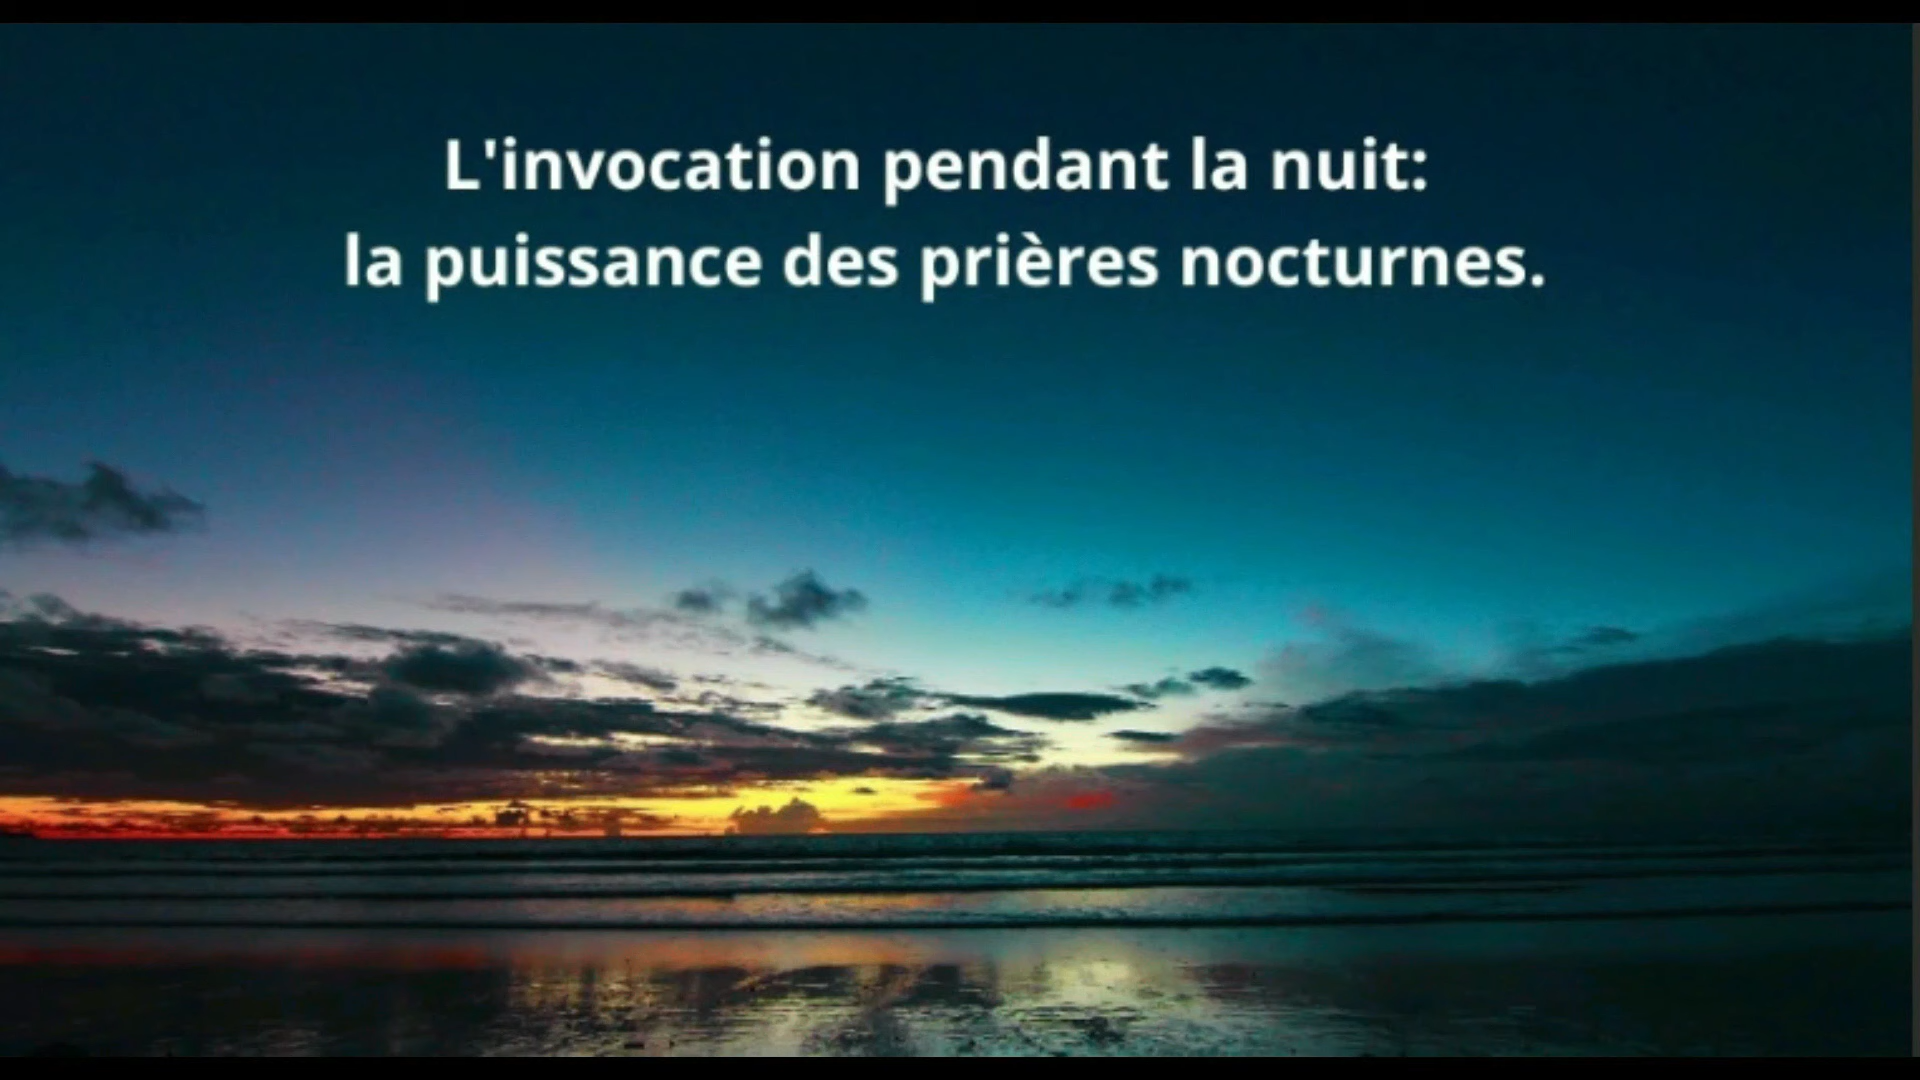 L'invocation pendant la nuit:
la puissance des prières nocturnes.